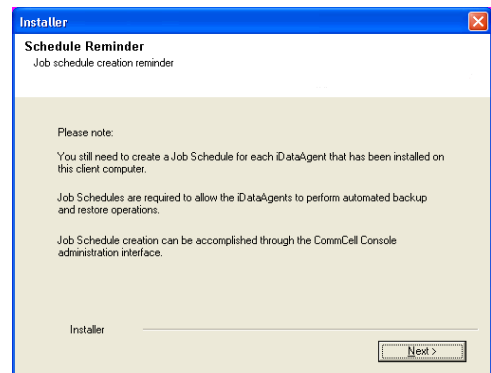 Installer
Schedule Reminder
Job schedule creation reminder
Please note:
You still need to create a Job Schedule for each iDataAgent that has been installed on
this client computer.
Job Schedules are required to allow the iDataAgents to perform automated backup
and restore operations.
Job Schedule creation can be accomplished through the CommCell Console
administration interface.
Installer
Next >